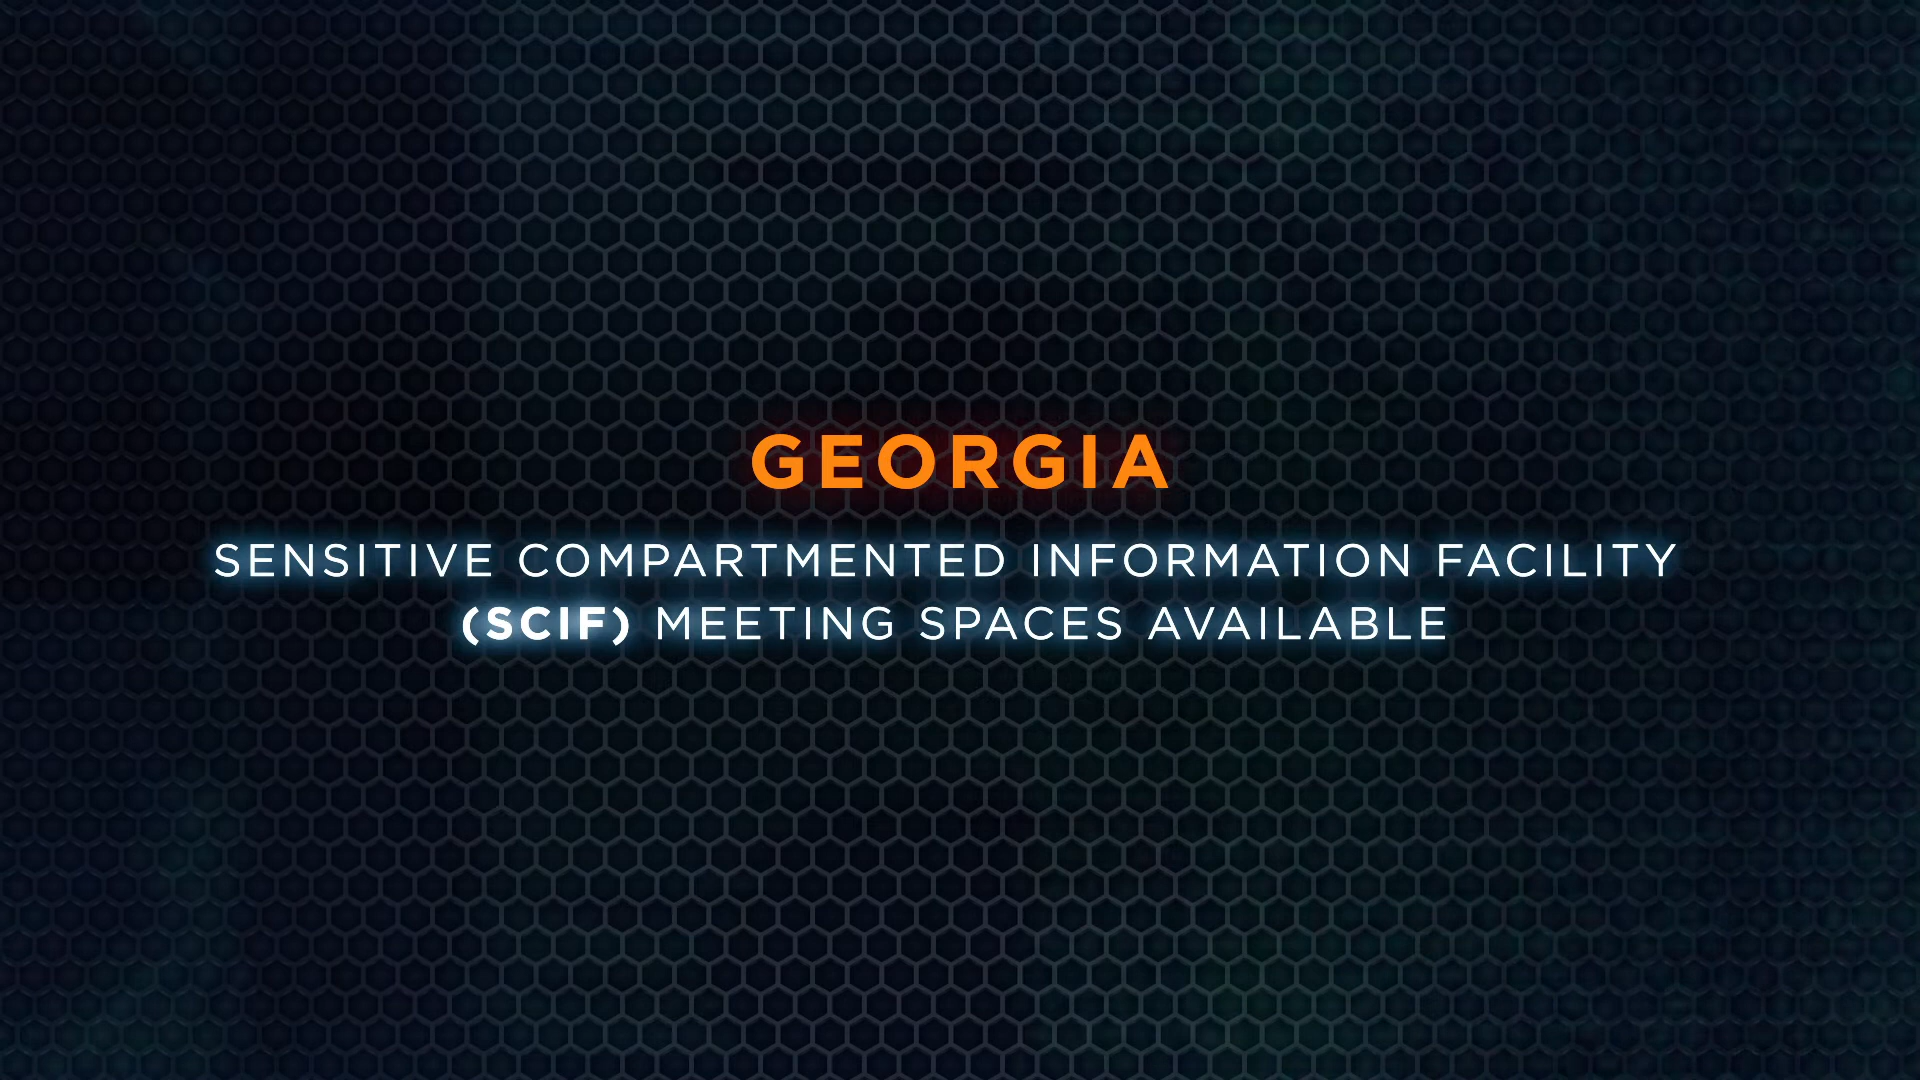 GEORGIA
SENSITIVE COMPARTMENTED INFORMATION FACILITY
(SCIF) MEETING SPACES AVAILABLE